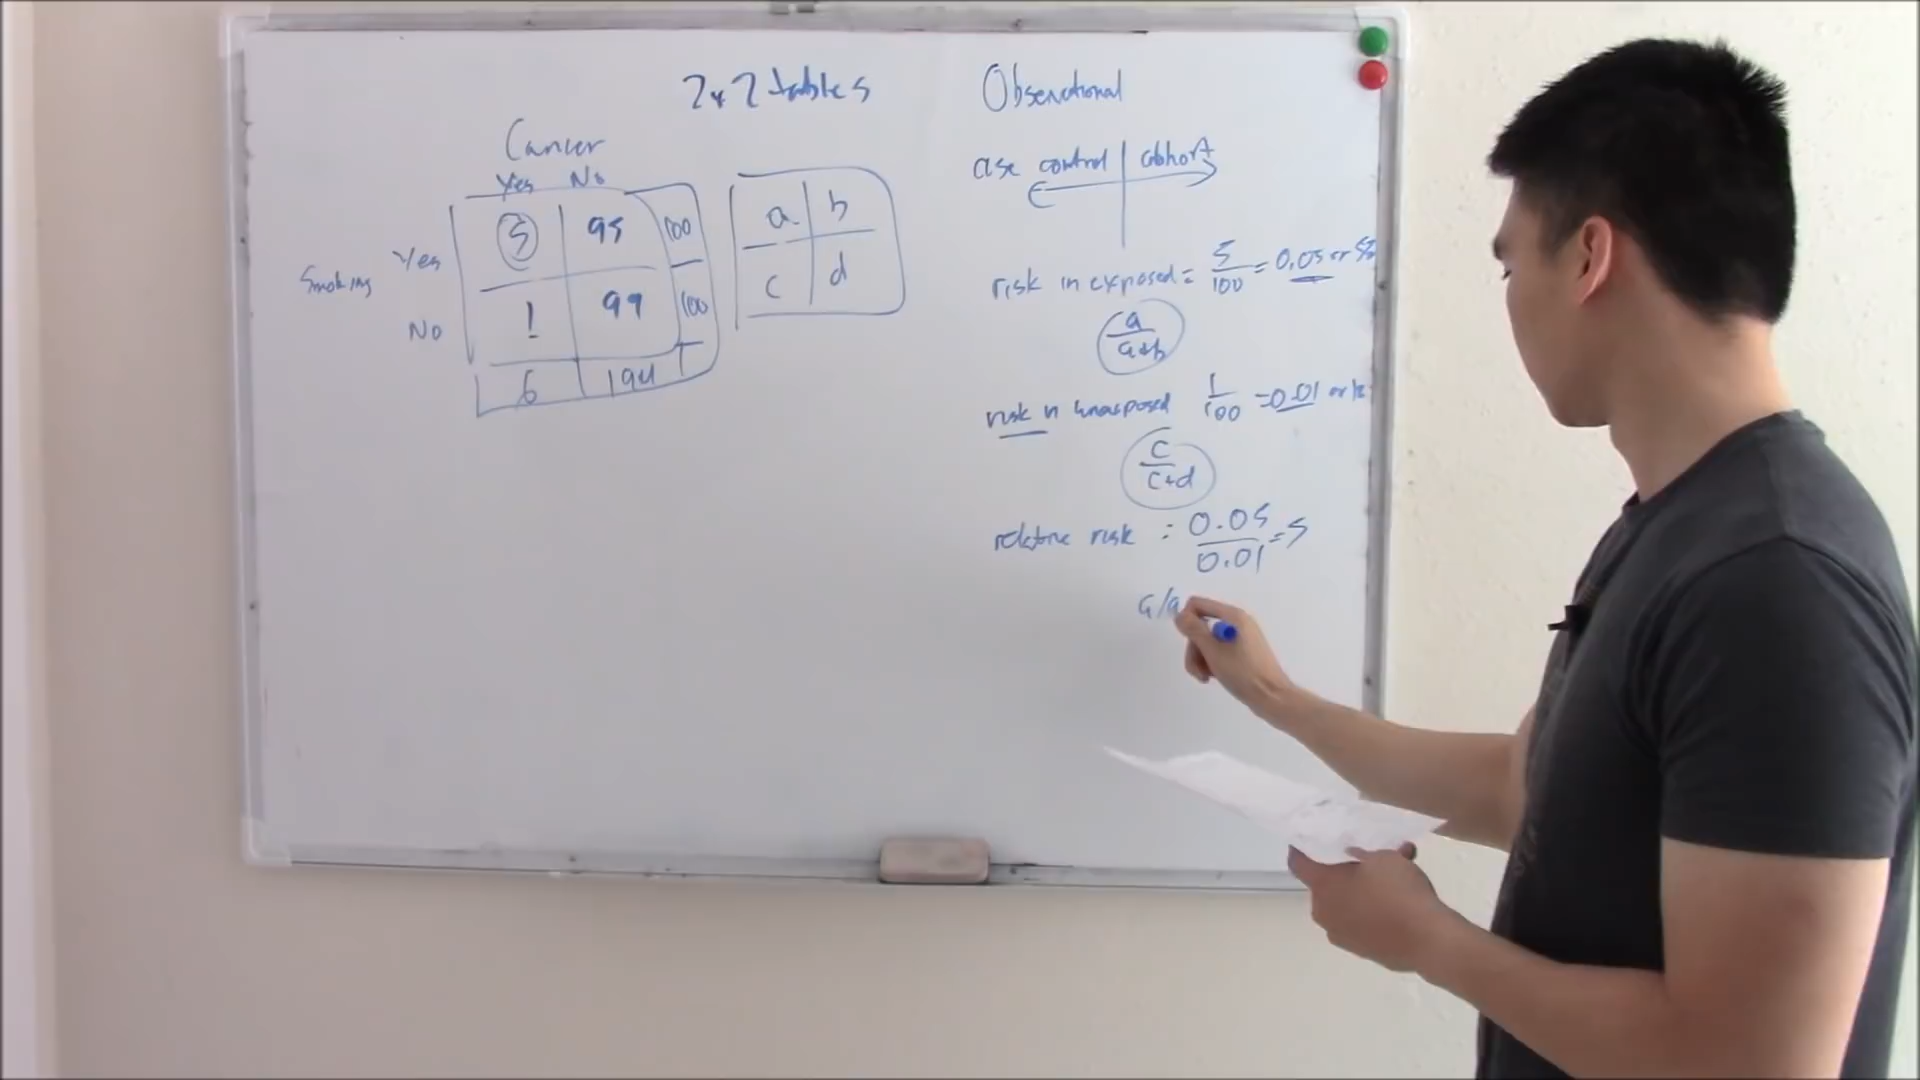 2x2 tables
Cancer
Yes No
Smoking
Yes 5 95 100
No 1 99 100
6 194
a b
c d
Observational
case control cohort
risk in exposed = 5/100 = 0.05 or 5%
a/a+b
risk in unexposed 1/100 = 0.01 or 1%
c/c+d
relative risk = 0.05/0.01 = 5
a/a